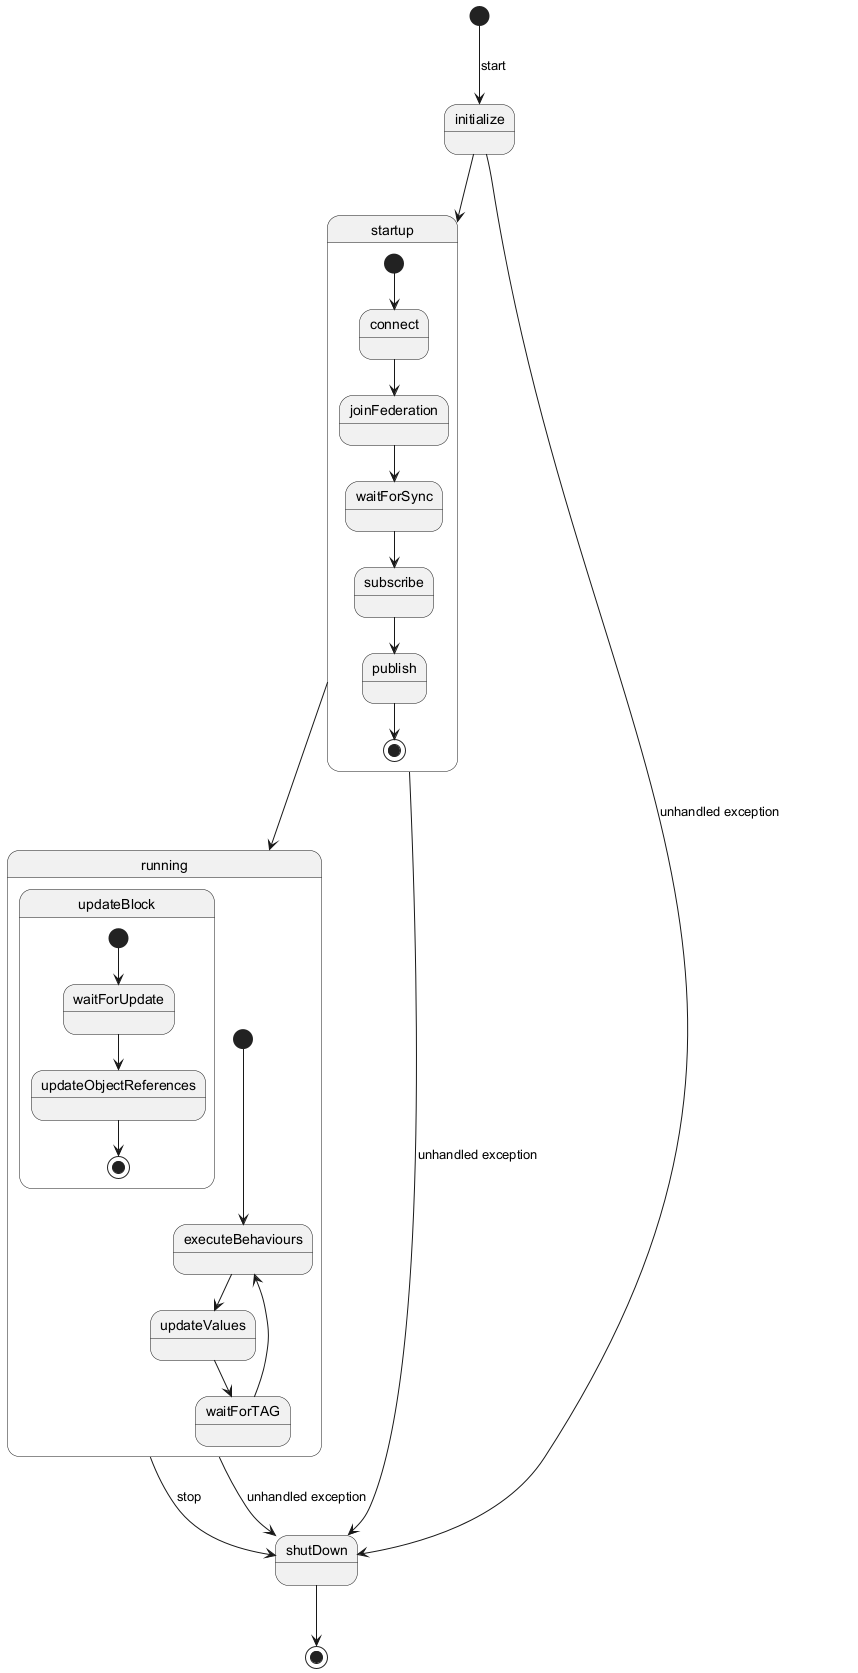 start
initialize
startup
connect
joinFederation
waitForSync
subscribe
publish
unhandled exception
running
updateBlock
waitForUpdate
updateObjectReferences
unhandled exception
executeBehaviours
updateValues
waitForTAG
stop
unhandled exception
shutDown